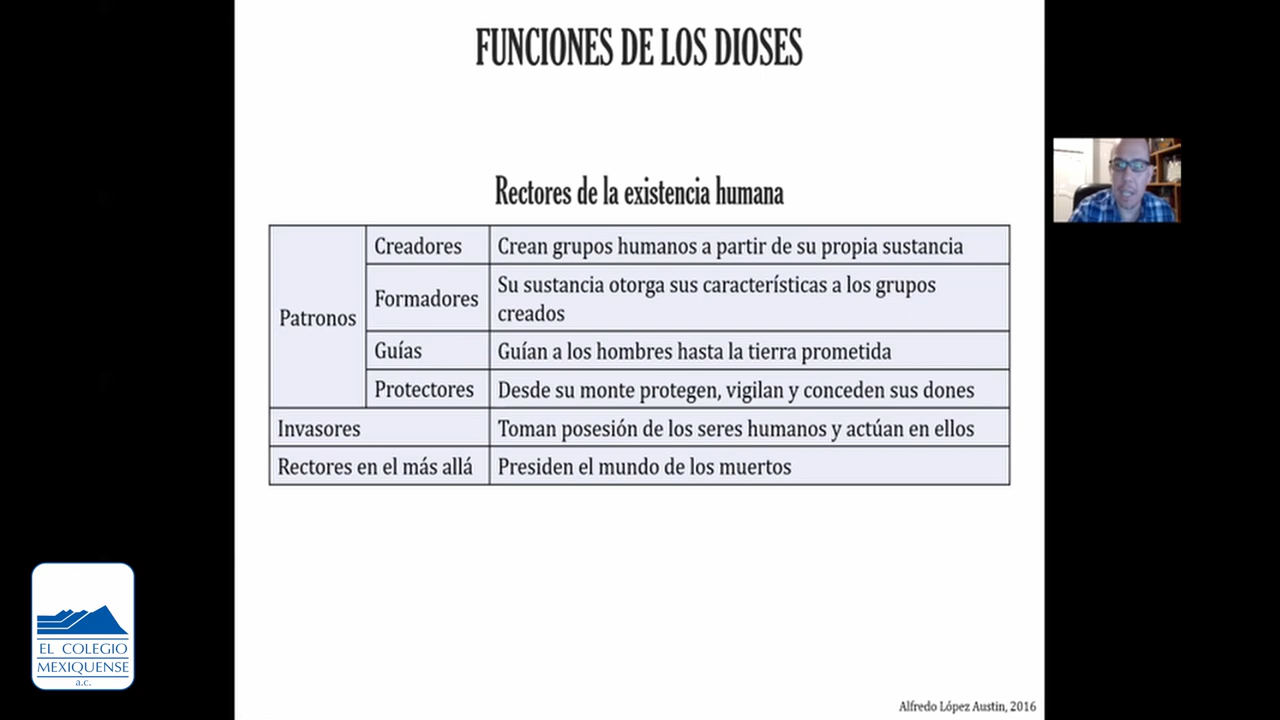 FUNCIONES DE LOS DIOSES
Rectores de la existencia humana
Patronos
Creadores
Crean grupos humanos a partir de su propia sustancia
Formadores
Su sustancia otorga sus características a los grupos
creados
Guías
Guían a los hombres hasta la tierra prometida
Protectores
Desde su monte protegen, vigilan y conceden sus dones
Invasores
Toman posesión de los seres humanos y actúan en ellos
Rectores en el más allá
Presiden el mundo de los muertos
EL COLEGIO
MEXIQUENSE
a.c.
Alfredo López Austin, 2016